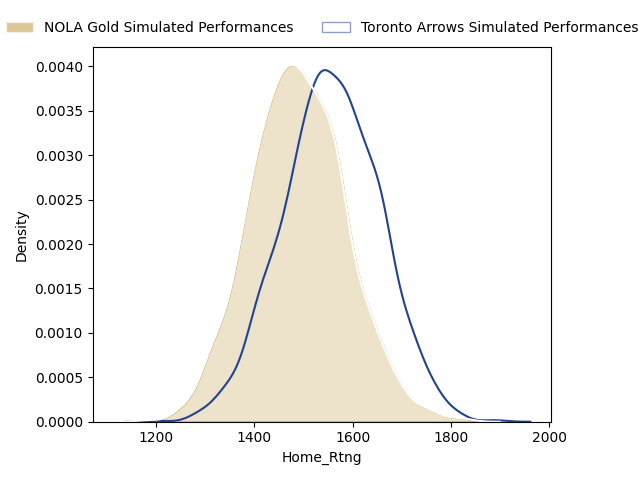 NOLA Gold Simulated Performances
Toronto Arrows Simulated Performances
0.0040
0.0035
0.0030
0.0025
0.0020
0.0015
0.0010
0.0005
0.0000
Density
1200 1400 1600 1800 2000
Home_Rtng